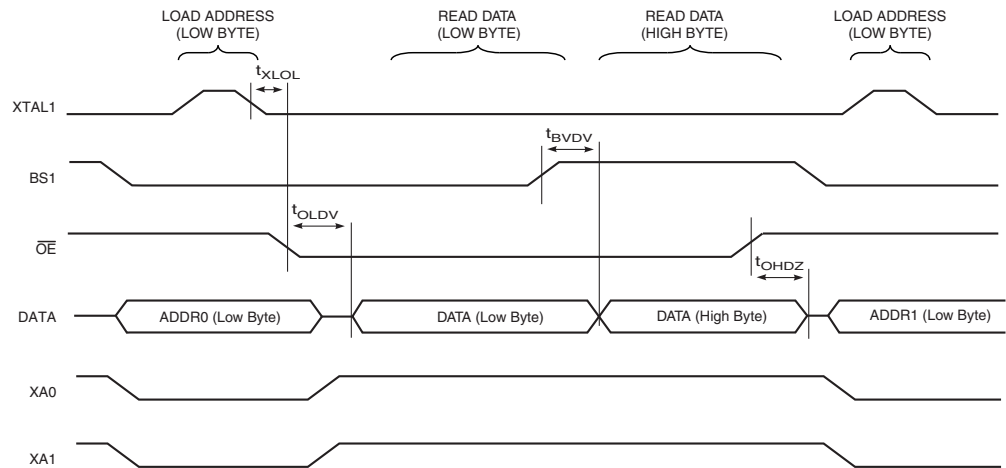 LOAD ADDRESS
(LOW BYTE)
READ DATA
(LOW BYTE)
READ DATA
(HIGH BYTE)
LOAD ADDRESS
(LOW BYTE)
tXLOL
XTAL1
tBVDV
BS1
tOLDV
OE
tOHDZ
DATA
ADDR0 (Low Byte)
DATA (Low Byte)
DATA (High Byte)
ADDR1 (Low Byte)
XA0
XA1